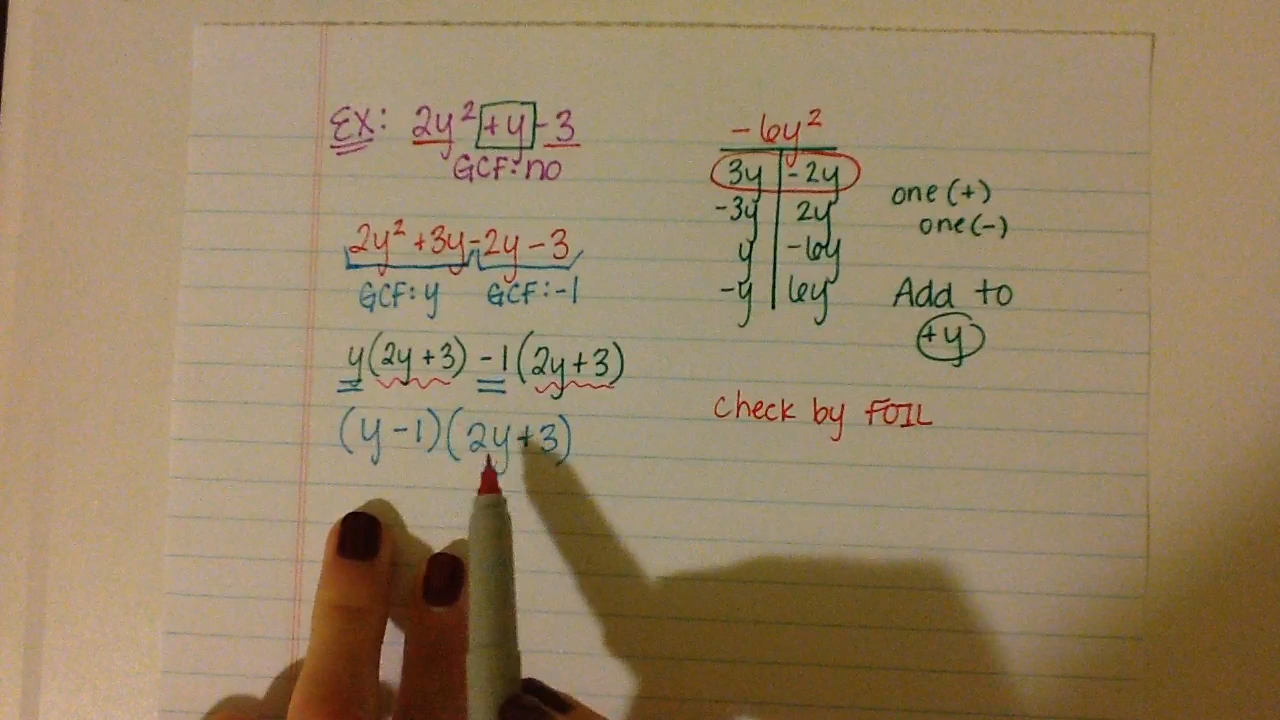 EX: 2y² +y -3
GCF: no
2y² +3y -2y -3
GCF: y GCF: -1
y(2y+3) -1(2y+3)
(y-1)(2y+3)
-6y²
3y -2y
-3y 2y
y -6y
-y 6y
one (+)
one (-)
Add to
+y
Check by FOIL